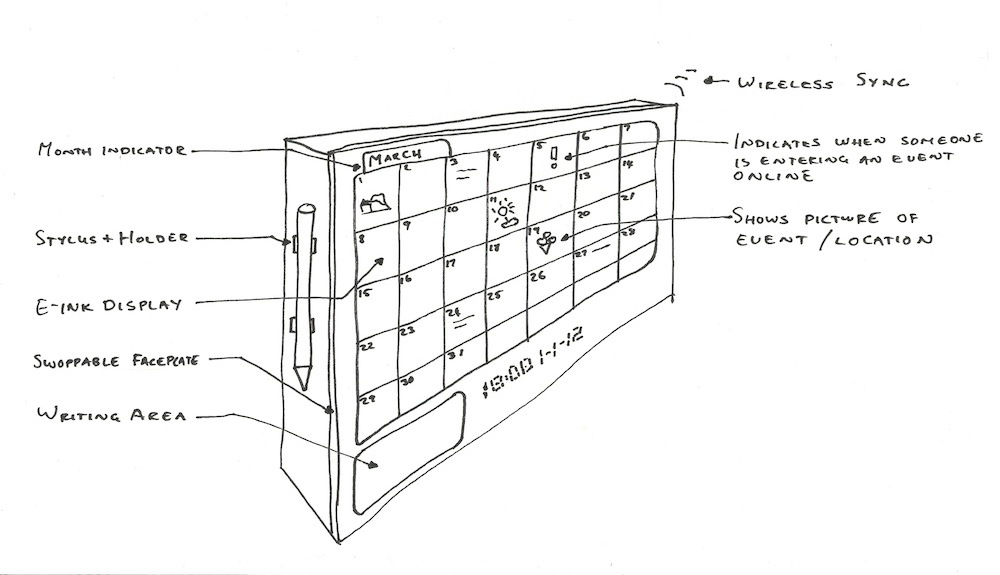 WIRELESS SYNC
MONTH INDICATOR
MARCH
INDICATES WHEN SOMEONE
IS ENTERING AN EVENT
ONLINE
1 2 3 4 5 ! 6 7
8 9 10 11 12 13 14
15 16 17 18 19 20 21
22 23 24 25 26 27 28
29 30 31
SHOWS PICTURE OF
EVENT / LOCATION
STYLUS + HOLDER
E-INK DISPLAY
SWOPPABLE FACEPLATE
10:00 1-1-12
WRITING AREA